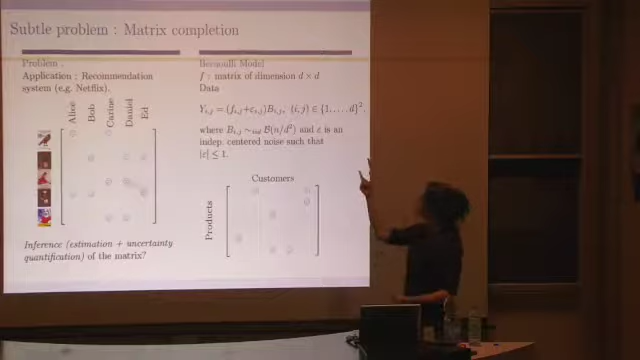 Subtle problem : Matrix completion
Problem :
Application : Recommendation
system (e.g. Netflix).
Alice
Bob
Carine
Daniel
Ed
Inference (estimation + uncertainty
quantification) of the matrix?
Bernoulli Model
f : matrix of dimension d × d
Data
Y_{i,j} = (f_{i,j}+ε_{i,j})B_{i,j}, (i,j) ∈ {1,...,d}².
where B_{i,j} ∼_{iid} B(n/d²) and ε is an
indep. centered noise such that
|ε| ≤ 1.
Customers
Products